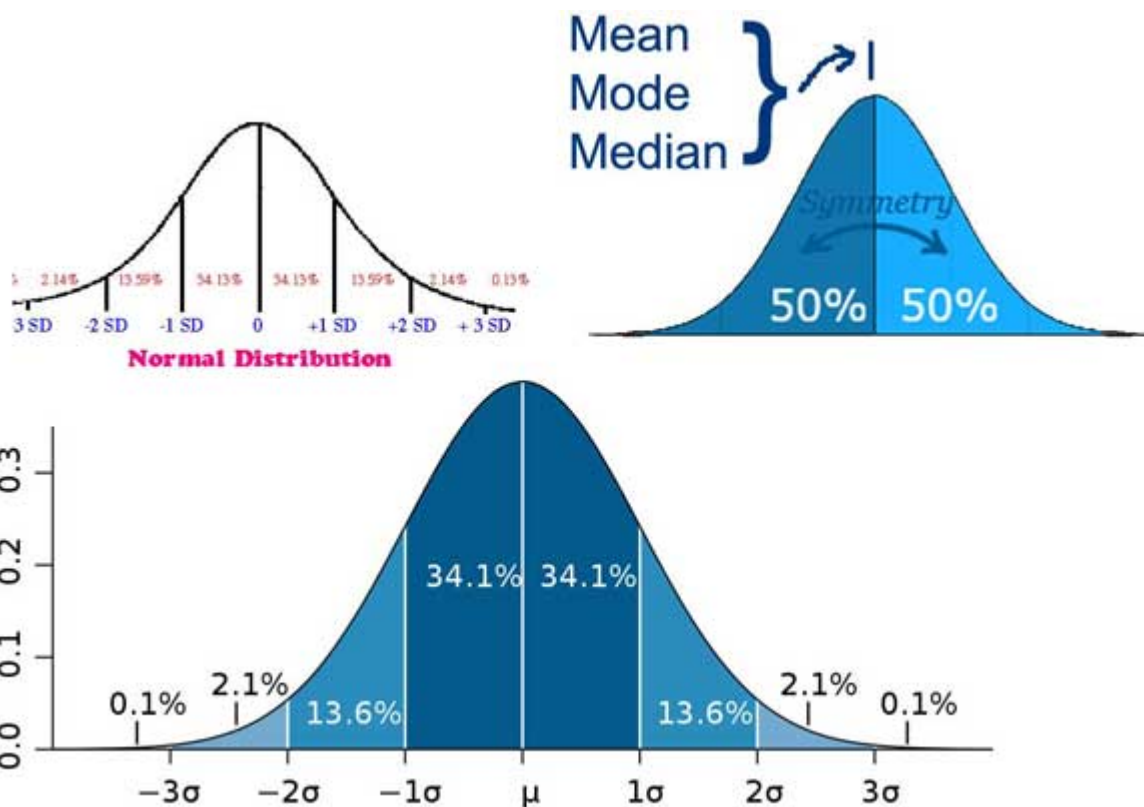 Mean
Mode
Median
Symmetry
50% 50%
% 2.14% 13.59% 34.13% 34.13% 13.59% 2.14% 0.13%
3 SD -2 SD -1 SD 0 +1 SD +2 SD + 3 SD
Normal Distribution
0.3
0.2
0.1
0.0
34.1% 34.1%
0.1% 2.1% 13.6% 13.6% 2.1% 0.1%
−3σ −2σ −1σ μ 1σ 2σ 3σ